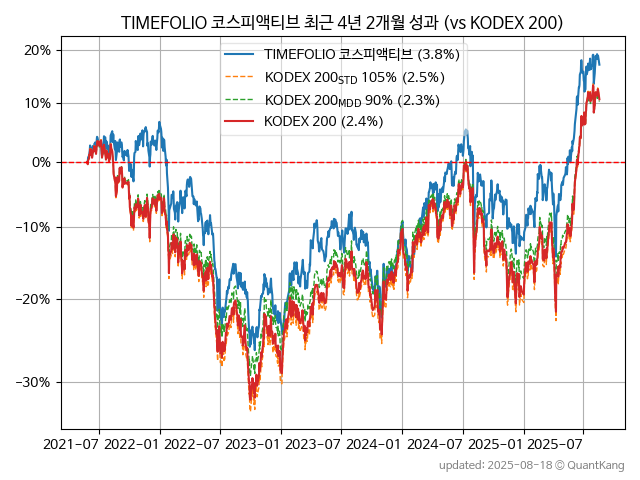 TIMEFOLIO 코스피액티브 최근 4년 2개월 성과 (vs KODEX 200)
20%
10%
0%
−10%
−20%
−30%
TIMEFOLIO 코스피액티브 (3.8%)
KODEX 200STD 105% (2.5%)
KODEX 200MDD 90% (2.3%)
KODEX 200 (2.4%)
2021-07 2022-01 2022-07 2023-01 2023-07 2024-01 2024-07 2025-01 2025-07
updated: 2025-08-18 ⓒ QuantKang